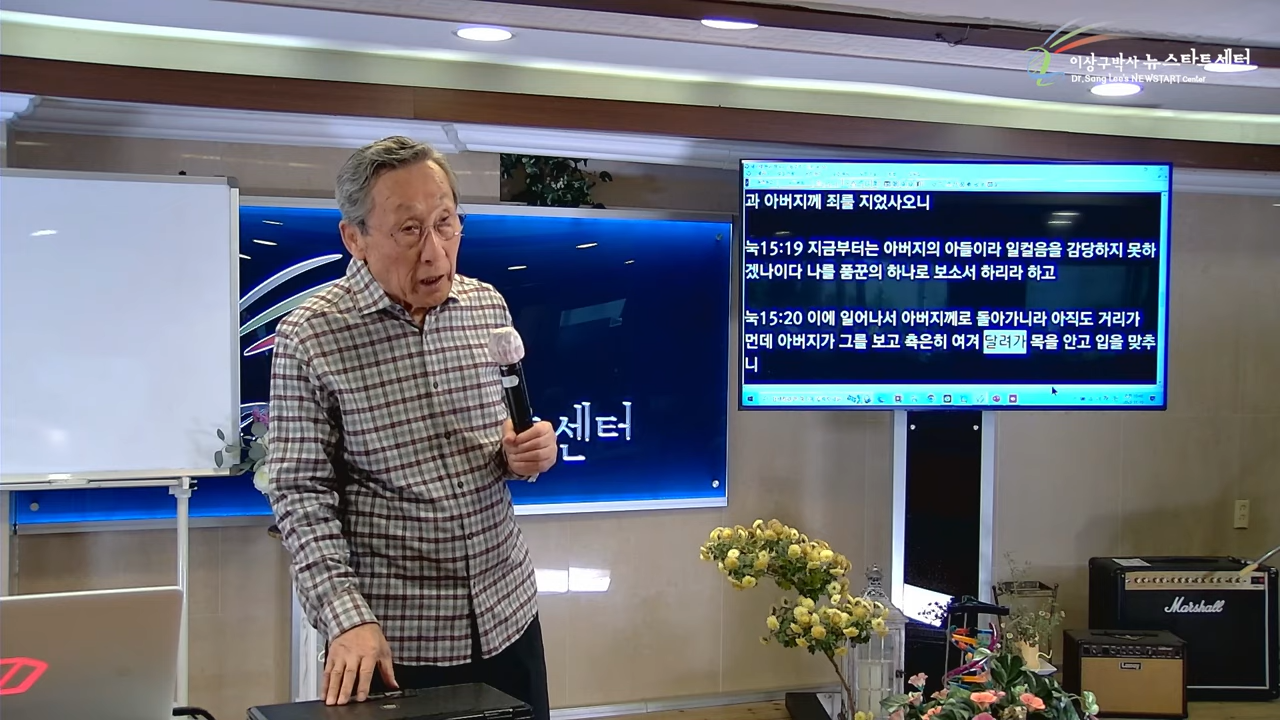 이상구박사 뉴스타트센터
Dr. Sang Lee's NEWSTART Center
과 아버지께 죄를 지었사오니
눅15:19 지금부터는 아버지의 아들이라 일컬음을 감당하지 못하
겠나이다 나를 품꾼의 하나로 보소서 하리라 하고
눅15:20 이에 일어나서 아버지께로 돌아가니라 아직도 거리가
먼데 아버지가 그를 보고 측은히 여겨 달려가 목을 안고 입을 맞추
니
센터
Marshall
Laney